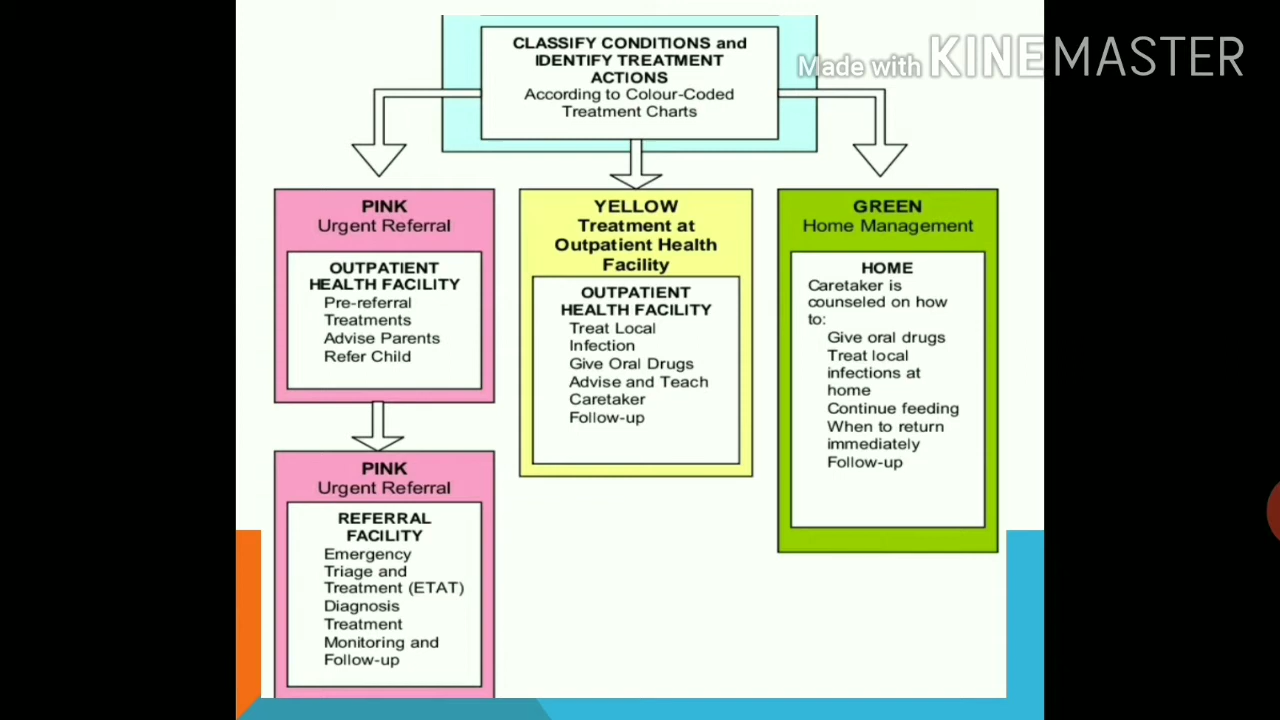 CLASSIFY CONDITIONS and
IDENTIFY TREATMENT
ACTIONS
According to Colour-Coded
Treatment Charts
Made with KINEMASTER
PINK
Urgent Referral
OUTPATIENT
HEALTH FACILITY
Pre-referral
Treatments
Advise Parents
Refer Child
YELLOW
Treatment at
Outpatient Health
Facility
OUTPATIENT
HEALTH FACILITY
Treat Local
Infection
Give Oral Drugs
Advise and Teach
Caretaker
Follow-up
GREEN
Home Management
HOME
Caretaker is
counseled on how
to:
Give oral drugs
Treat local
infections at
home
Continue feeding
When to return
immediately
Follow-up
PINK
Urgent Referral
REFERRAL
FACILITY
Emergency
Triage and
Treatment (ETAT)
Diagnosis
Treatment
Monitoring and
Follow-up